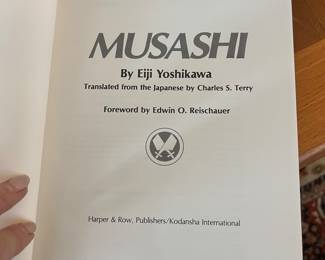 MUSASHI
By Eiji Yoshikawa
Translated from the Japanese by Charles S. Terry
Foreword by Edwin O. Reischauer
Harper & Row, Publishers/Kodansha International